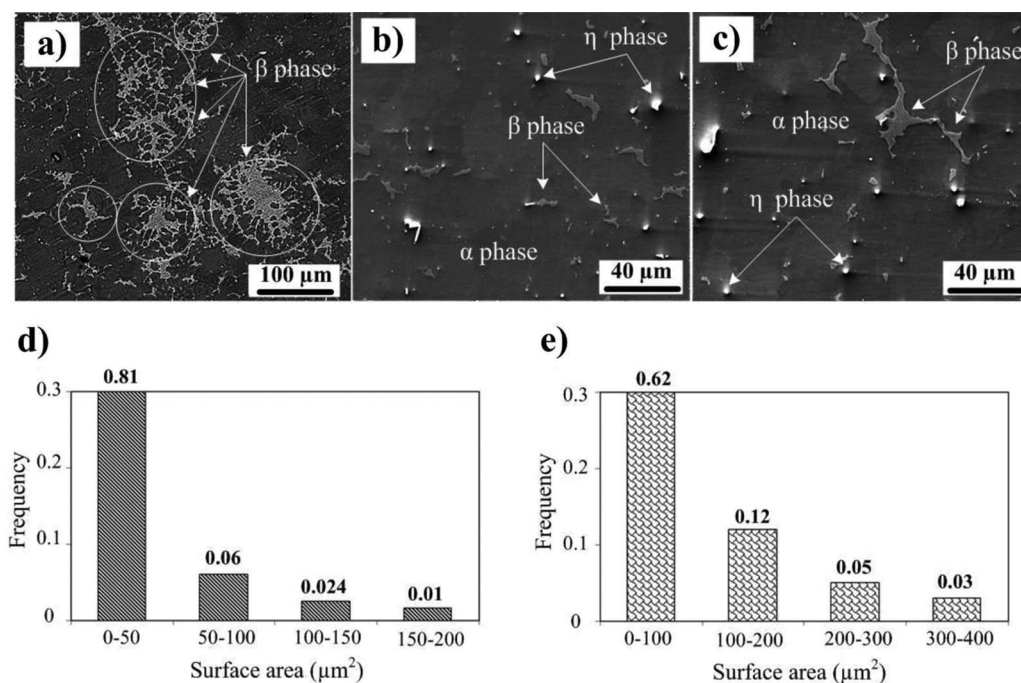 a)
β phase
100 µm
b)
η phase
β phase
α phase
40 µm
c)
β phase
α phase
η phase
40 µm
d)
Frequency
0.3
0.2
0.1
0
0.81
0.06
0.024
0.01
0-50
50-100
100-150
150-200
Surface area (µm²)
e)
Frequency
0.3
0.2
0.1
0
0.62
0.12
0.05
0.03
0-100
100-200
200-300
300-400
Surface area (µm²)